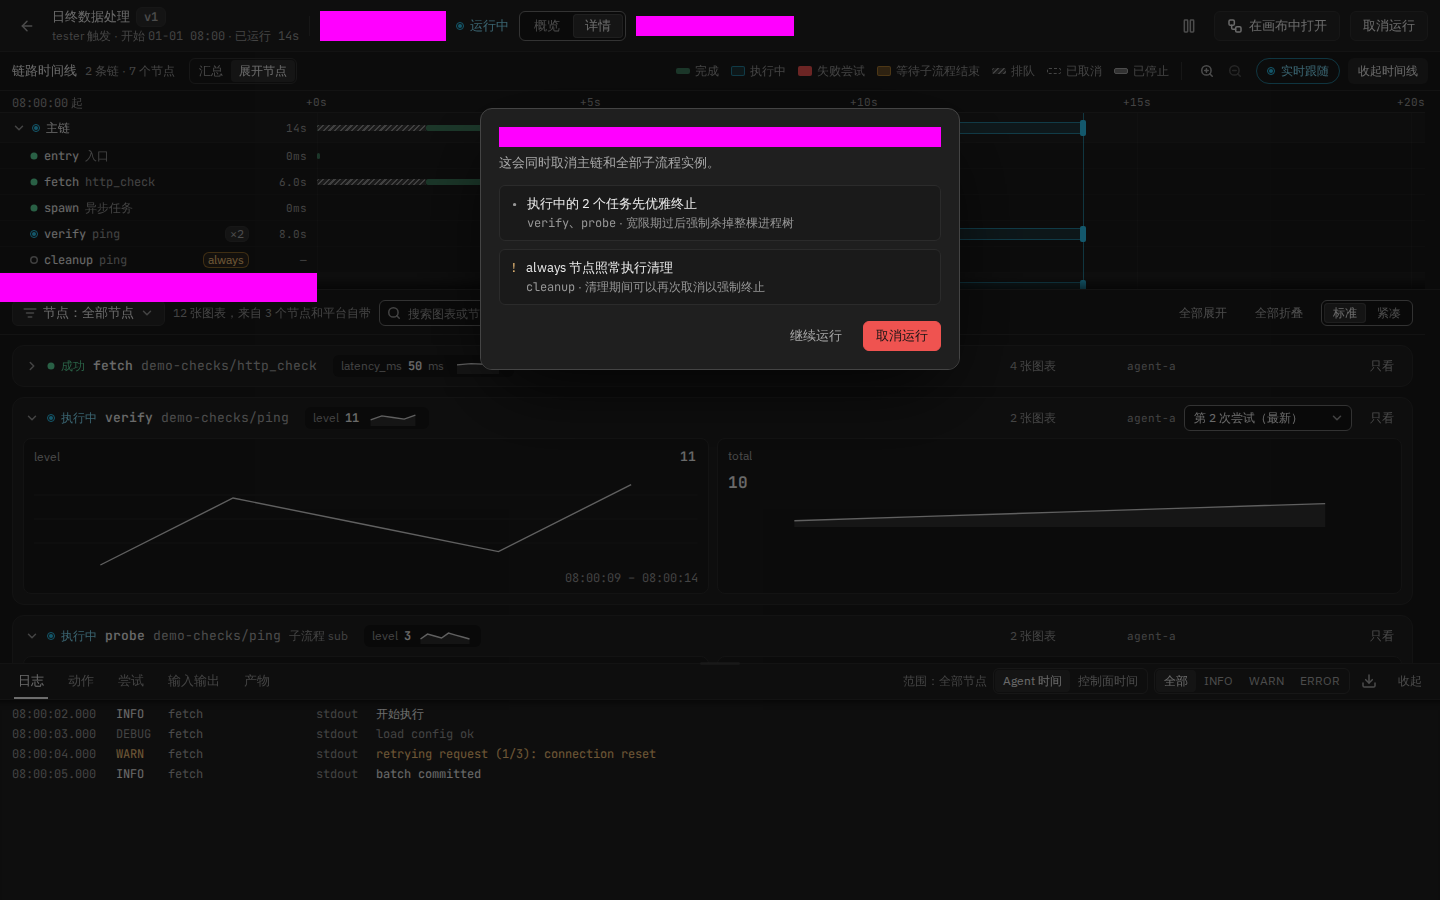 日终数据处理 v1
tester 触发 · 开始 01-01 08:00 · 已运行 14s
运行中
概览 详情
在画布中打开
取消运行
链路时间线 2 条链 · 7 个节点 汇总 展开节点
完成 执行中 失败尝试 等待子流程结束 排队 已取消 已停止
实时跟随 收起时间线
08:00:00 起 +0s +5s +10s +15s +20s
主链 14s
entry 入口 0ms
fetch http_check 6.0s
spawn 异步任务 0ms
verify ping ×2 8.0s
cleanup ping always —
这会同时取消主链和全部子流程实例。
执行中的 2 个任务先优雅终止
verify、probe · 宽限期过后强制杀掉整棵进程树
! always 节点照常执行清理
cleanup · 清理期间可以再次取消以强制终止
继续运行 取消运行
节点：全部节点 12 张图表，来自 3 个节点和平台自带 搜索图表或节
全部展开 全部折叠 标准 紧凑
成功 fetch demo-checks/http_check latency_ms 50 ms 4 张图表 agent-a 只看
执行中 verify demo-checks/ping level 11 2 张图表 agent-a 第 2 次尝试（最新） 只看
level 11
total
10
08:00:09 – 08:00:14
执行中 probe demo-checks/ping 子流程 sub level 3 2 张图表 agent-a 只看
日志 动作 尝试 输入输出 产物
范围：全部节点 Agent 时间 控制面时间 全部 INFO WARN ERROR 收起
08:00:02.000 INFO fetch stdout 开始执行
08:00:03.000 DEBUG fetch stdout load config ok
08:00:04.000 WARN fetch stdout retrying request (1/3): connection reset
08:00:05.000 INFO fetch stdout batch committed